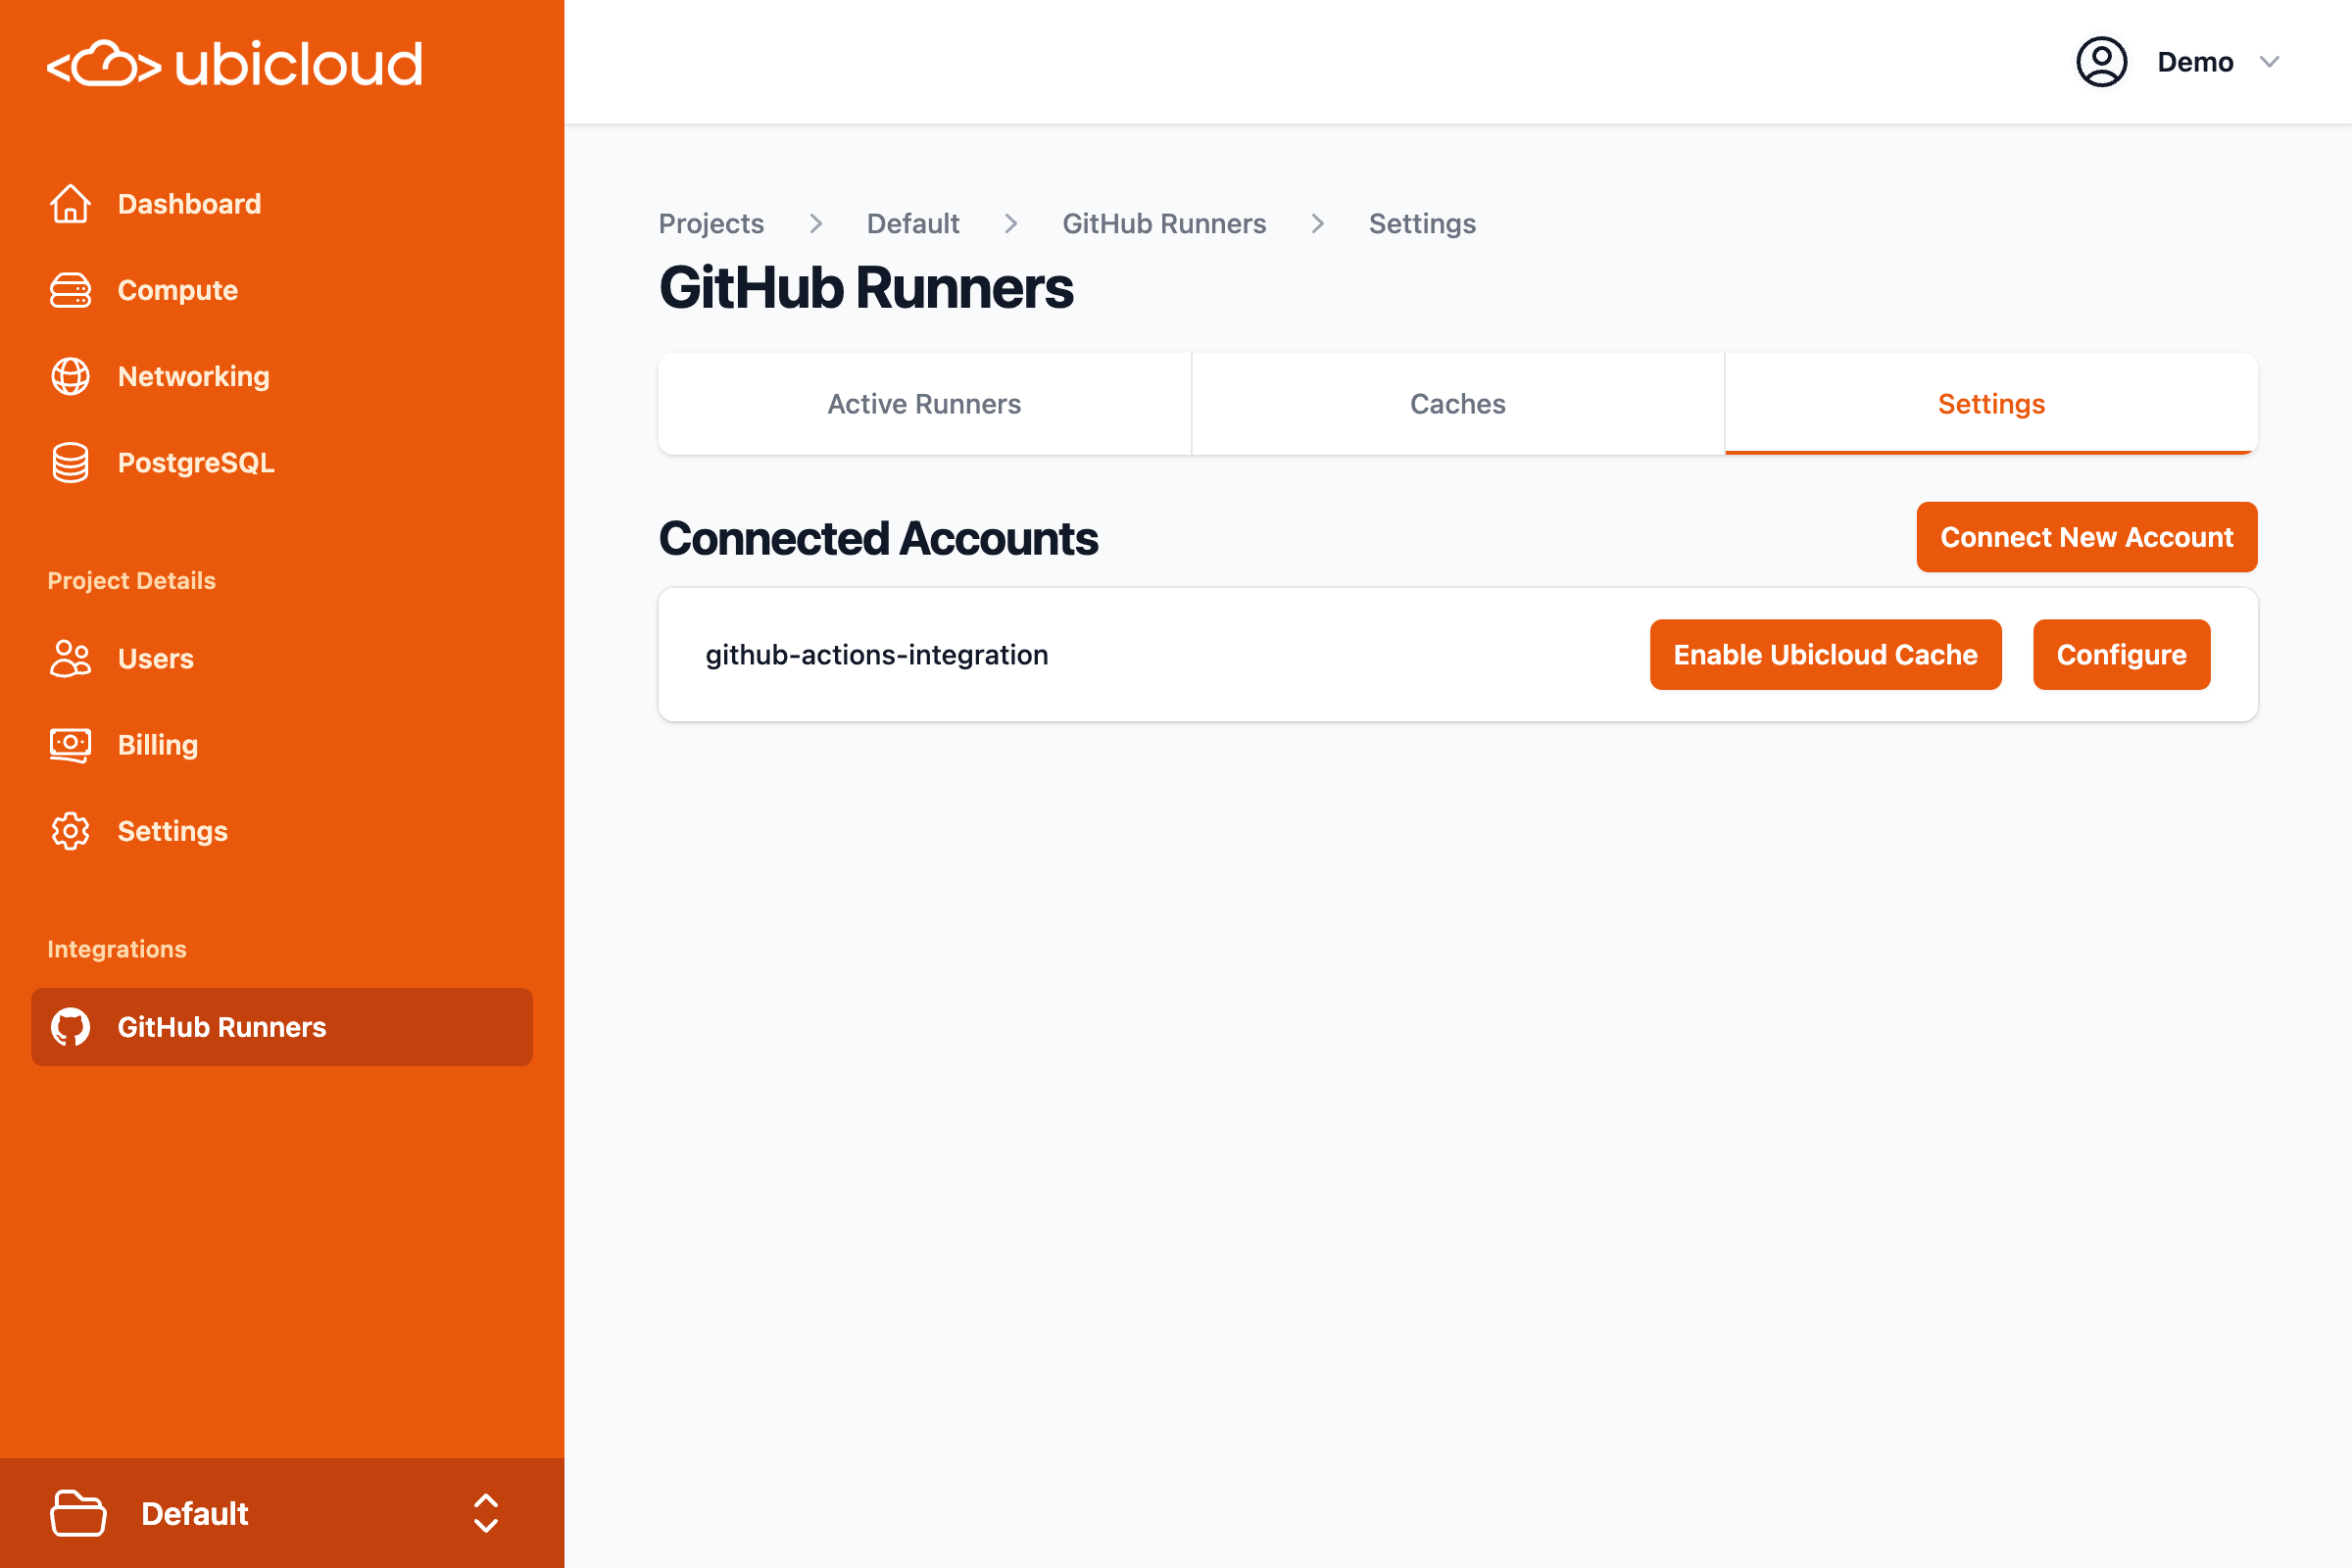 ubicloud
Demo
Dashboard
Compute
Networking
PostgreSQL
Project Details
Users
Billing
Settings
Integrations
GitHub Runners
Default
Projects > Default > GitHub Runners > Settings
GitHub Runners
Active Runners Caches Settings
Connected Accounts Connect New Account
github-actions-integration Enable Ubicloud Cache Configure